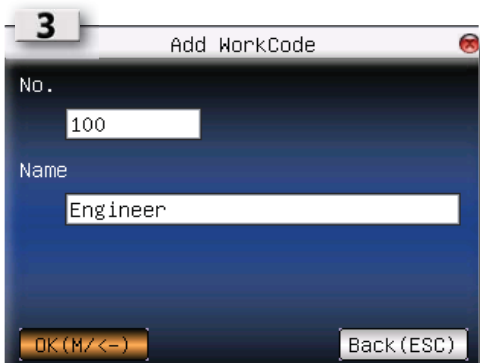 3
Add WorkCode
No.
100
Name
Engineer
OK(M/<-) Back(ESC)